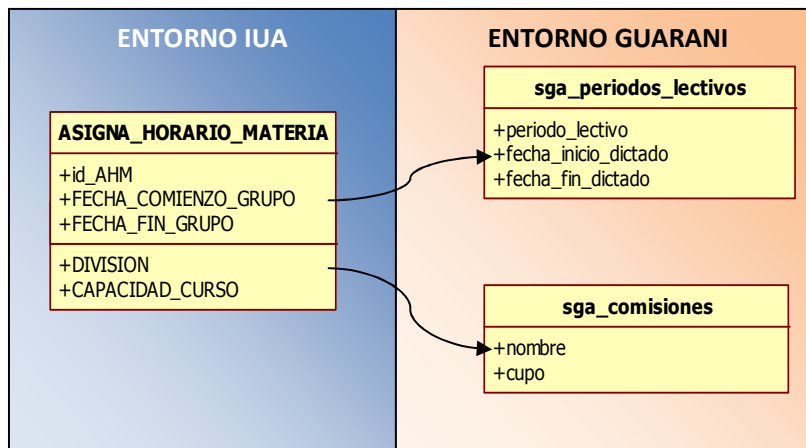 ENTORNO IUA
ASIGNA_HORARIO_MATERIA
+id_AHM
+FECHA_COMIENZO_GRUPO
+FECHA_FIN_GRUPO
+DIVISION
+CAPACIDAD_CURSO
ENTORNO GUARANI
sga_periodos_lectivos
+periodo_lectivo
+fecha_inicio_dictado
+fecha_fin_dictado
sga_comisiones
+nombre
+cupo